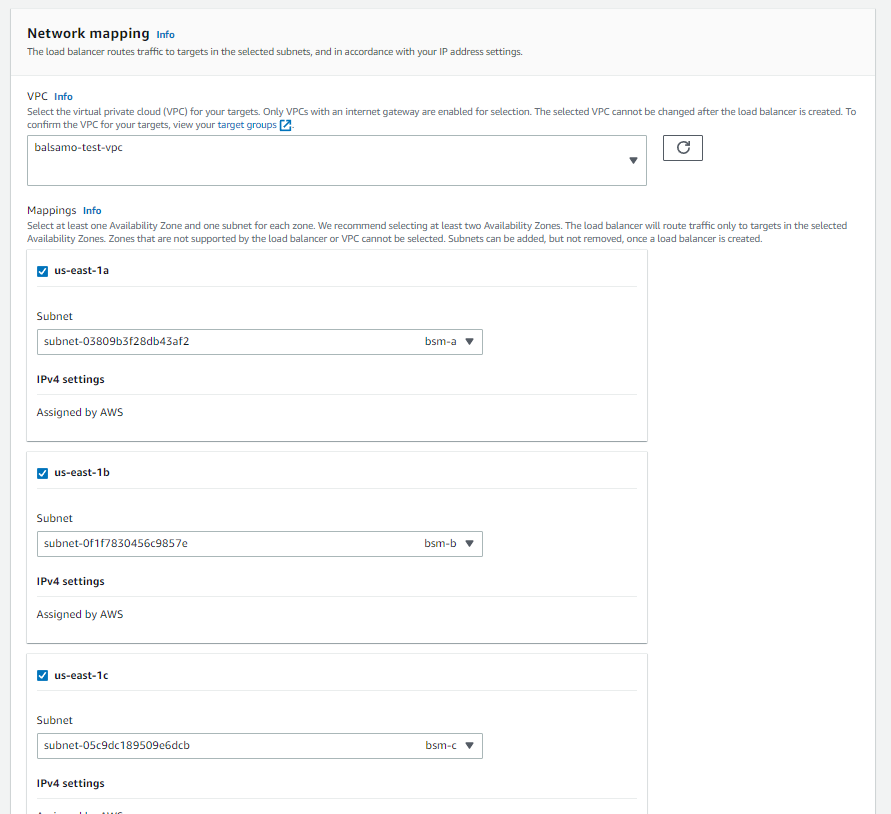 Network mapping Info
The load balancer routes traffic to targets in the selected subnets, and in accordance with your IP address settings.
VPC Info
Select the virtual private cloud (VPC) for your targets. Only VPCs with an internet gateway are enabled for selection. The selected VPC cannot be changed after the load balancer is created. To
confirm the VPC for your targets, view your target groups.
balsamo-test-vpc
Mappings Info
Select at least one Availability Zone and one subnet for each zone. We recommend selecting at least two Availability Zones. The load balancer will route traffic only to targets in the selected
Availability Zones. Zones that are not supported by the load balancer or VPC cannot be selected. Subnets can be added, but not removed, once a load balancer is created.
us-east-1a
Subnet
subnet-03809b3f28db43af2 bsm-a
IPv4 settings
Assigned by AWS
us-east-1b
Subnet
subnet-0f1f7830456c9857e bsm-b
IPv4 settings
Assigned by AWS
us-east-1c
Subnet
subnet-05c9dc189509e6dcb bsm-c
IPv4 settings